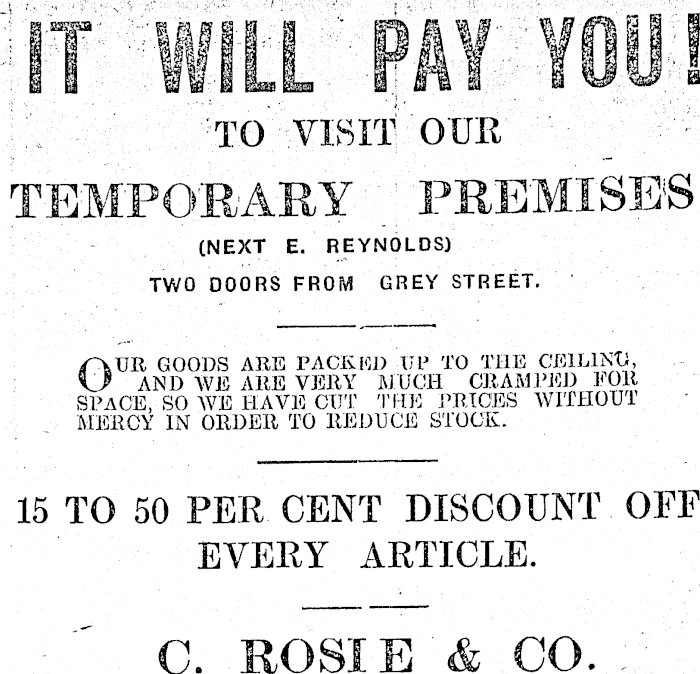 IT WILL PAY YOU!
TO VISIT OUR
TEMPORARY PREMISES
(NEXT E. REYNOLDS)
TWO DOORS FROM GREY STREET.
OUR GOODS ARE PACKED UP TO THE CEILING,
AND WE ARE VERY MUCH CRAMPED FOR
SPACE, SO WE HAVE CUT THE PRICES WITHOUT
MERCY IN ORDER TO REDUCE STOCK.
15 TO 50 PER CENT DISCOUNT OFF
EVERY ARTICLE.
C. ROSIE & CO.